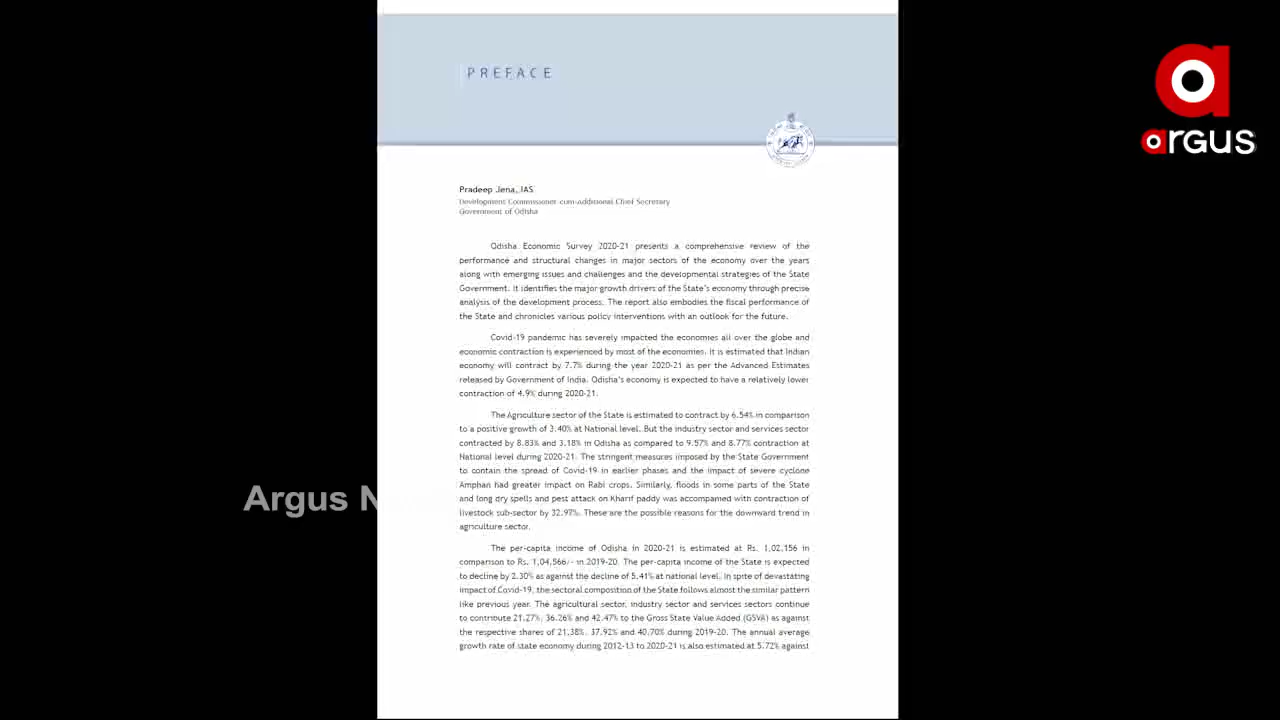 PREFACE
argus
Pradeep Jena, IAS
Development Commissioner-cum-Additional Chief Secretary
Government of Odisha
Odisha Economic Survey 2020-21 presents a comprehensive review of the
performance and structural changes in major sectors of the economy over the years
along with emerging issues and challenges and the developmental strategies of the State
Government. It identifies the major growth drivers of the State's economy through precise
analysis of the development process. The report also embodies the fiscal performance of
the State and chronicles various policy interventions with an outlook for the future.
Covid-19 pandemic has severely impacted the economies all over the globe and
economic contraction is experienced by most of the economies. It is estimated that Indian
economy will contract by 7.7% during the year 2020-21 as per the Advanced Estimates
released by Government of India. Odisha's economy is expected to have a relatively lower
contraction of 4.9% during 2020-21.
The Agriculture sector of the State is estimated to contract by 6.54% in comparison
to a positive growth of 3.40% at National level. But the industry sector and services sector
contracted by 8.83% and 3.18% in Odisha as compared to 9.57% and 8.77% contraction at
National level during 2020-21. The stringent measures imposed by the State Government
to contain the spread of Covid-19 in earlier phases and the impact of severe cyclone
Amphan had greater impact on Rabi crops. Similarly, floods in some parts of the State
and long dry spells and pest attack on Kharif paddy was accompanied with contraction of
livestock sub-sector by 32.97%. These are the possible reasons for the downward trend in
agriculture sector.
The per-capita income of Odisha in 2020-21 is estimated at Rs. 1,02,156 in
comparison to Rs. 1,04,566/- in 2019-20. The per-capita income of the State is expected
to decline by 2.30% as against the decline of 5.41% at national level. In spite of devastating
impact of Covid-19, the sectoral composition of the State follows almost the similar pattern
like previous year. The agricultural sector, industry sector and services sectors continue
to contribute 21.27%, 36.26% and 42.47% to the Gross State Value Added (GSVA) as against
the respective shares of 21.38%, 37.92% and 40.70% during 2019-20. The annual average
growth rate of state economy during 2012-13 to 2020-21 is also estimated at 5.72% against
Argus